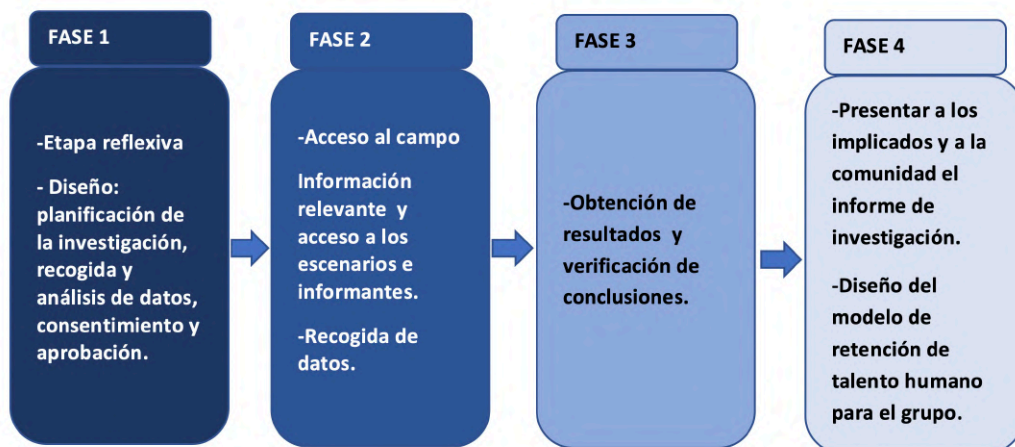 FASE 1
-Etapa reflexiva
- Diseño:
planificación de
la investigación,
recogida y
análisis de datos,
consentimiento y
aprobación.
FASE 2
-Acceso al campo
Información
relevante y
acceso a los
escenarios e
informantes.
-Recogida de
datos.
FASE 3
-Obtención de
resultados y
verificación de
conclusiones.
FASE 4
-Presentar a los
implicados y a la
comunidad el
informe de
investigación.
-Diseño del
modelo de
retención de
talento humano
para el grupo.